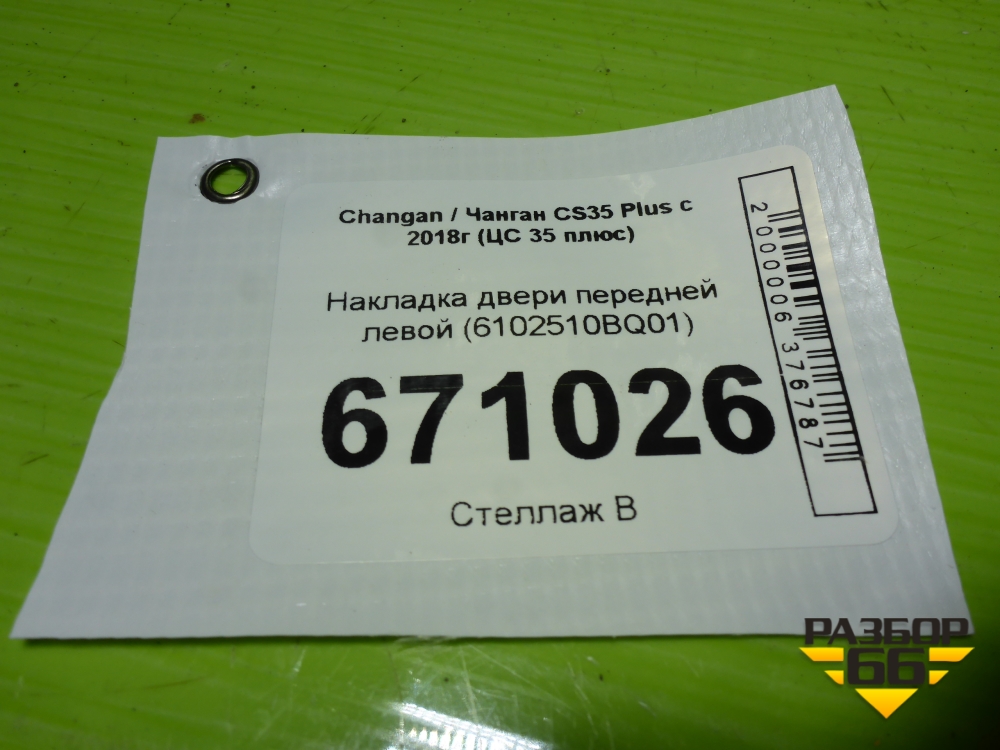 Changan / Чанган CS35 Plus с
2018г (ЦС 35 плюс)
Накладка двери передней
левой (6102510BQ01)
671026
Стеллаж В
2000006376787
РАЗБОР
66